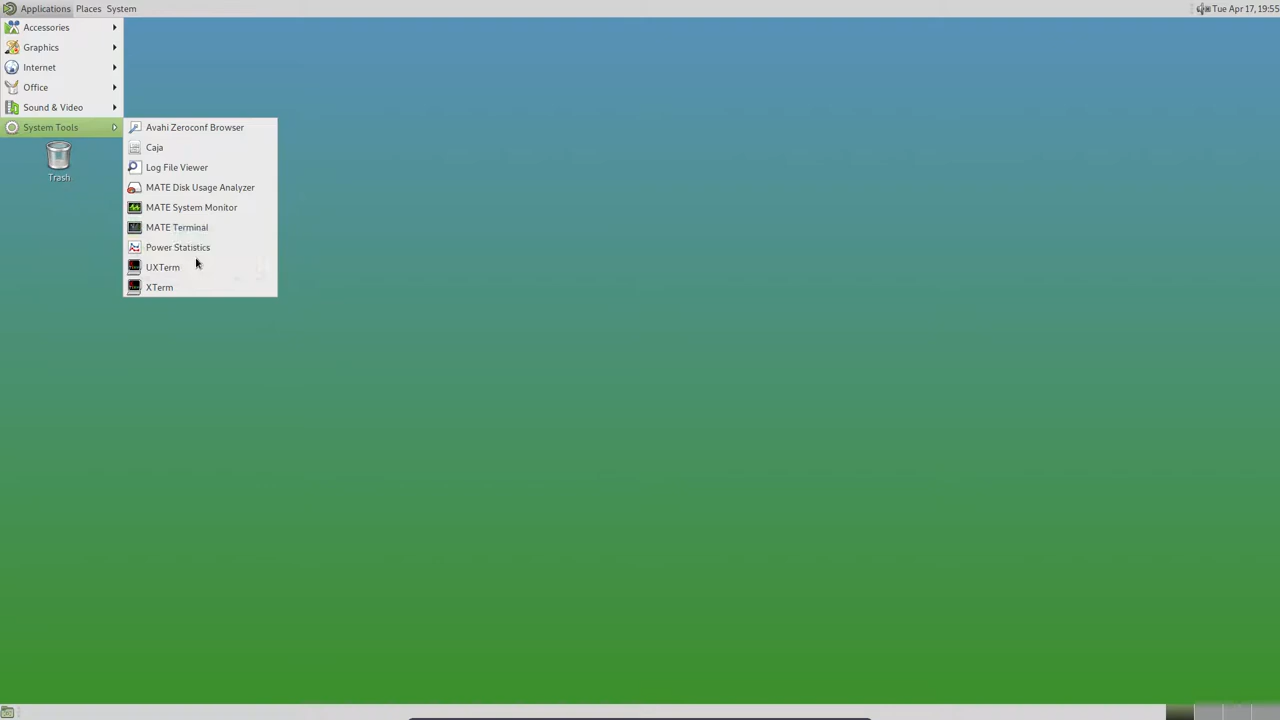 Applications Places System Tue Apr 17, 19:55
Accessories
Graphics
Internet
Office
Sound & Video
System Tools
Avahi Zeroconf Browser
Caja
Log File Viewer
MATE Disk Usage Analyzer
MATE System Monitor
MATE Terminal
Power Statistics
UXTerm
XTerm
Trash